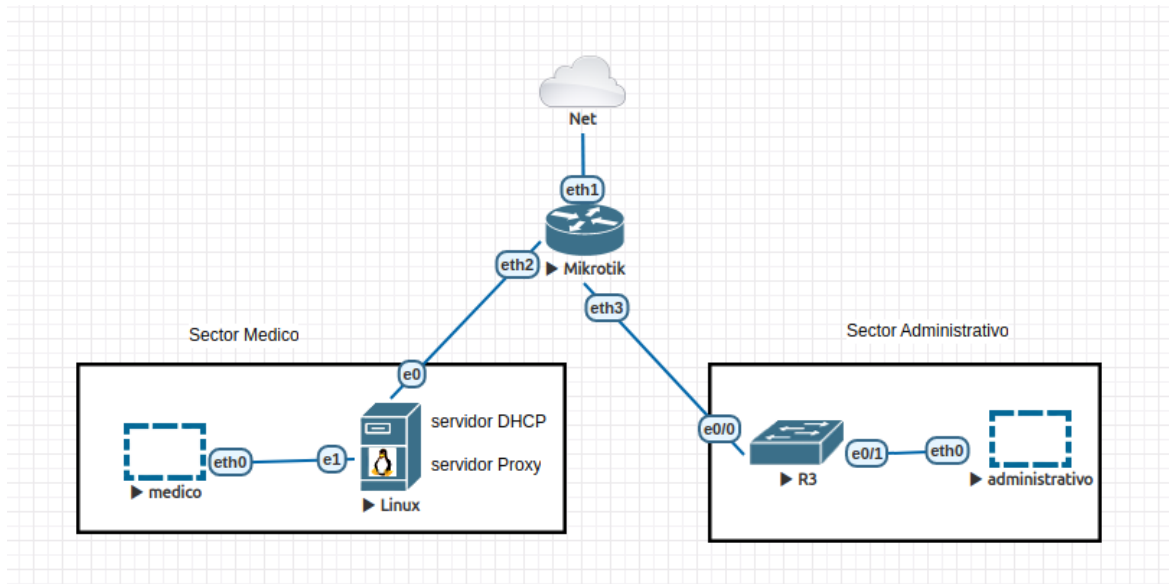 Net
eth1
eth2
Mikrotik
eth3
Sector Medico
Sector Administrativo
e0
servidor DHCP
e0/0
eth0
e1
servidor Proxy
e0/1
eth0
medico
Linux
R3
administrativo